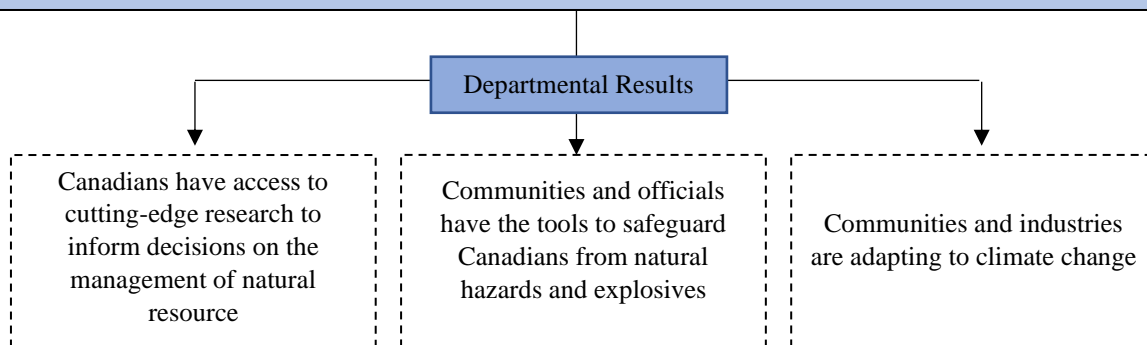 Departmental Results
Canadians have access to
cutting-edge research to
inform decisions on the
management of natural
resource
Communities and officials
have the tools to safeguard
Canadians from natural
hazards and explosives
Communities and industries
are adapting to climate change